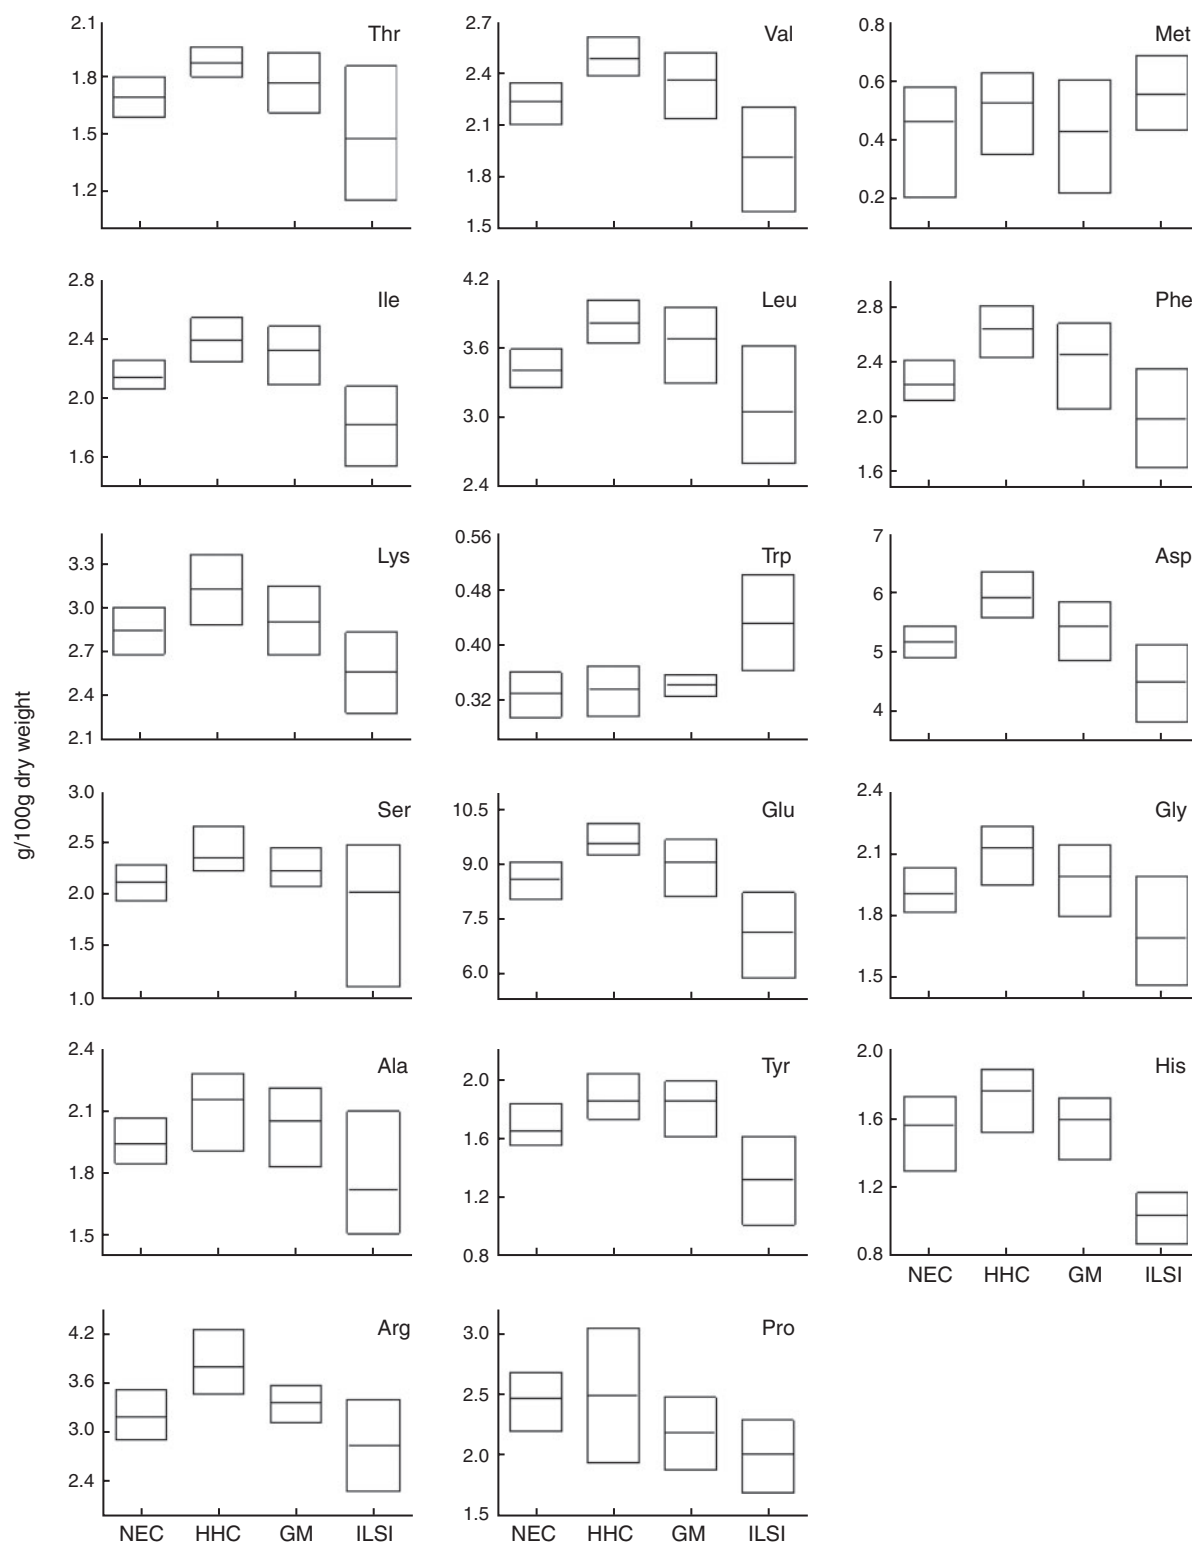 2.1 Thr
1.8
1.5
1.2
2.7 Val
2.4
2.1
1.8
1.5
0.8 Met
0.6
0.4
0.2
2.8 Ile
2.4
2.0
1.6
4.2 Leu
3.6
3.0
2.4
Phe
2.8
2.4
2.0
1.6
Lys
3.3
3.0
2.7
2.4
2.1
0.56 Trp
0.48
0.40
0.32
7 Asp
6
5
4
g/100g dry weight
3.0 Ser
2.5
2.0
1.5
1.0
10.5 Glu
9.0
7.5
6.0
2.4 Gly
2.1
1.8
1.5
2.4 Ala
2.1
1.8
1.5
2.0 Tyr
1.6
1.2
0.8
2.0 His
1.6
1.2
0.8
NEC HHC GM ILSI
4.2 Arg
3.6
3.0
2.4
NEC HHC GM ILSI
3.0 Pro
2.5
2.0
1.5
NEC HHC GM ILSI